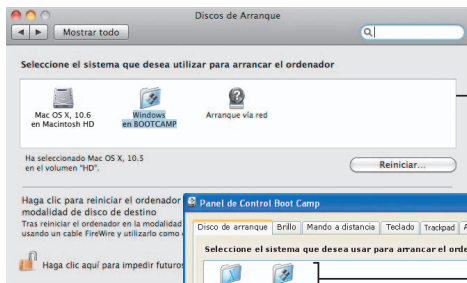 Discos de Arranque
Mostrar todo
Seleccione el sistema que desea utilizar para arrancar el ordenador
Mac OS X, 10.6
en Macintosh HD
Windows
en BOOTCAMP
Arranque vía red
Ha seleccionado Mac OS X, 10.5
en el volumen "HD".
Reiniciar...
Haga clic para reiniciar el ordenador
modalidad de disco de destino
Tras reiniciar el ordenador en la modalidad
usando un cable FireWire y utilizarlo como
Haga clic aquí para impedir futuro
Panel de Control Boot Camp
Disco de arranque Brillo Mando a distancia Teclado Trackpad A
Seleccione el sistema que desea usar para arrancar el orde